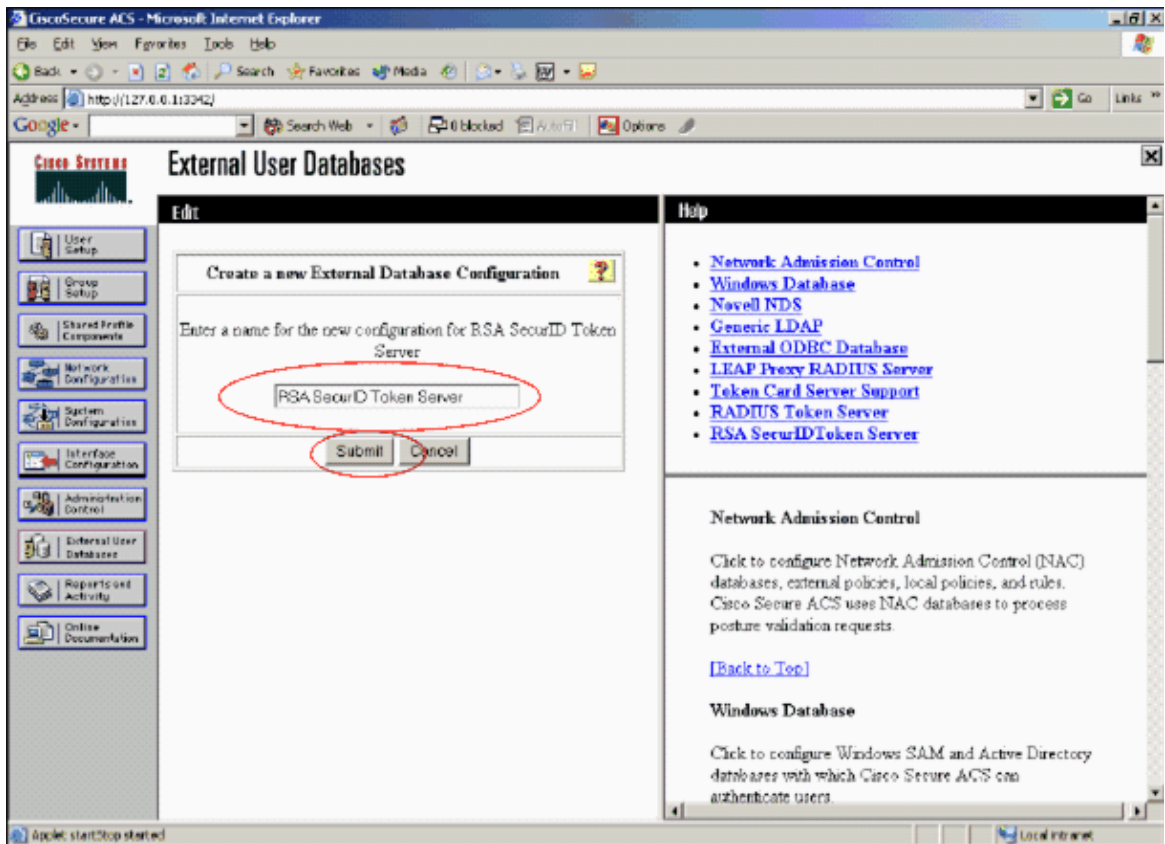 CiscoSecure ACS - Microsoft Internet Explorer
File Edit View Favorites Tools Help
Back Search Favorites Media
Address http://127.0.0.1:3342/ Go Links »
Google Search Web 0 blocked AutoFill Options
CISCO SYSTEMS
External User Databases
Edit
Help
User Setup
Group Setup
Shared Profile Components
Network Configuration
System Configuration
Interface Configuration
Administration Control
External User Databases
Reports and Activity
Online Documentation
Create a new External Database Configuration ?
Enter a name for the new configuration for RSA SecurID Token
Server
RSA SecurID Token Server
Submit Cancel
Network Admission Control
Windows Database
Novell NDS
Generic LDAP
External ODBC Database
LEAP Proxy RADIUS Server
Token Card Server Support
RADIUS Token Server
RSA SecurIDToken Server
Network Admission Control
Click to configure Network Admission Control (NAC)
databases, external policies, local policies, and rules.
Cisco Secure ACS uses NAC databases to process
posture validation requests.
[Back to Top]
Windows Database
Click to configure Windows SAM and Active Directory
databases with which Cisco Secure ACS can
authenticate users.
Applet startStop started
Local intranet